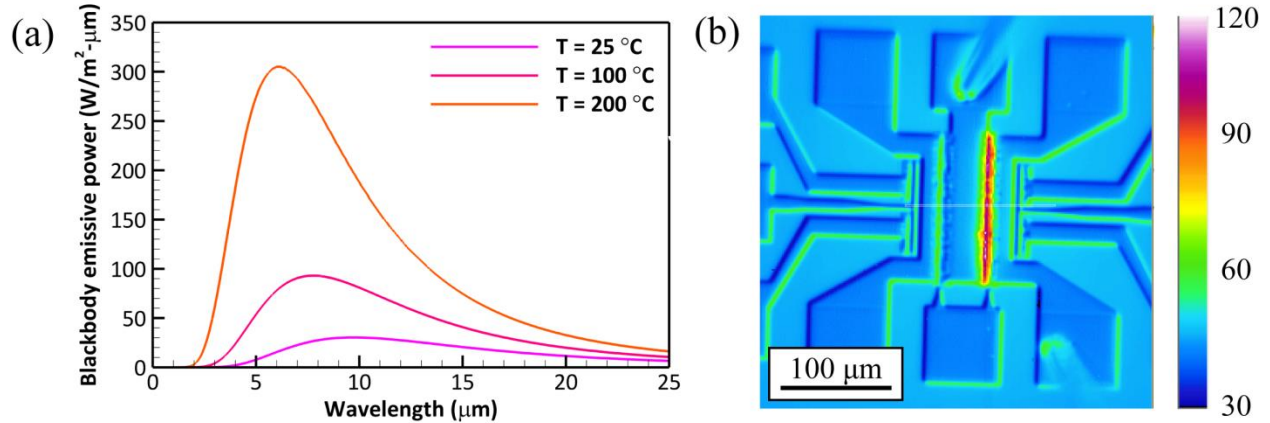 (a)
Blackbody emissive power (W/m²-μm)
350
300
250
200
150
100
50
0
T = 25 °C
T = 100 °C
T = 200 °C
0 5 10 15 20 25
Wavelength (μm)
(b)
100 μm
120
90
60
30